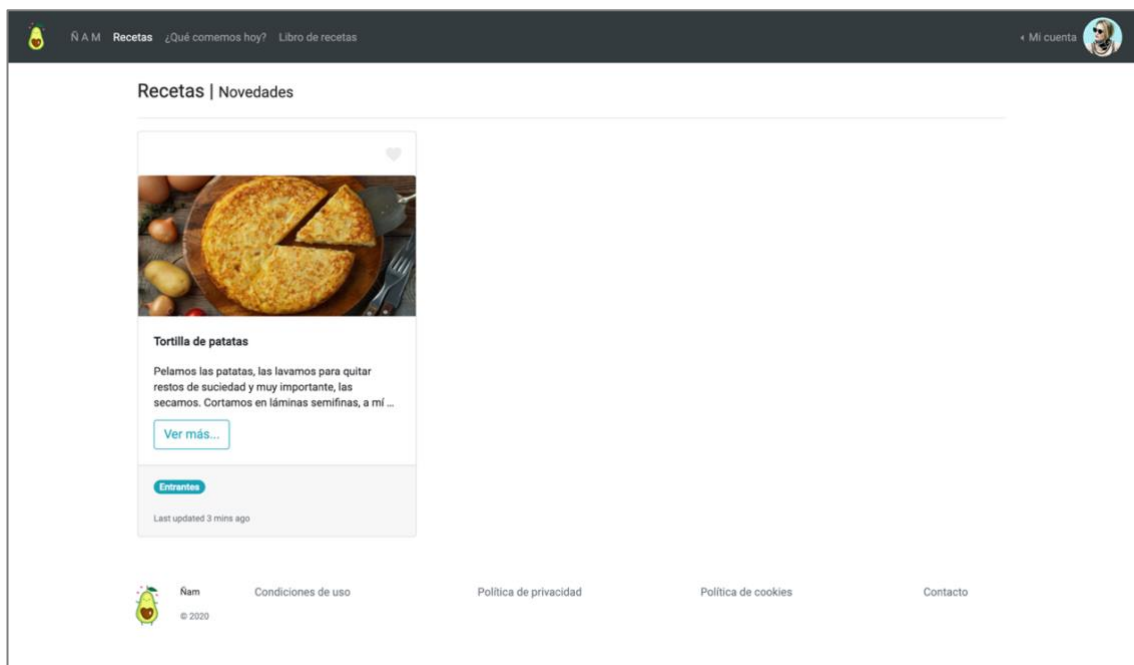 Ñ A M Recetas ¿Qué comemos hoy? Libro de recetas Mi cuenta
Recetas | Novedades
Tortilla de patatas
Pelamos las patatas, las lavamos para quitar
restos de suciedad y muy importante, las
secamos. Cortamos en láminas semifinas, a mí ...
Ver más...
Entrantes
Last updated 3 mins ago
Ñam Condiciones de uso Política de privacidad Política de cookies Contacto
© 2020